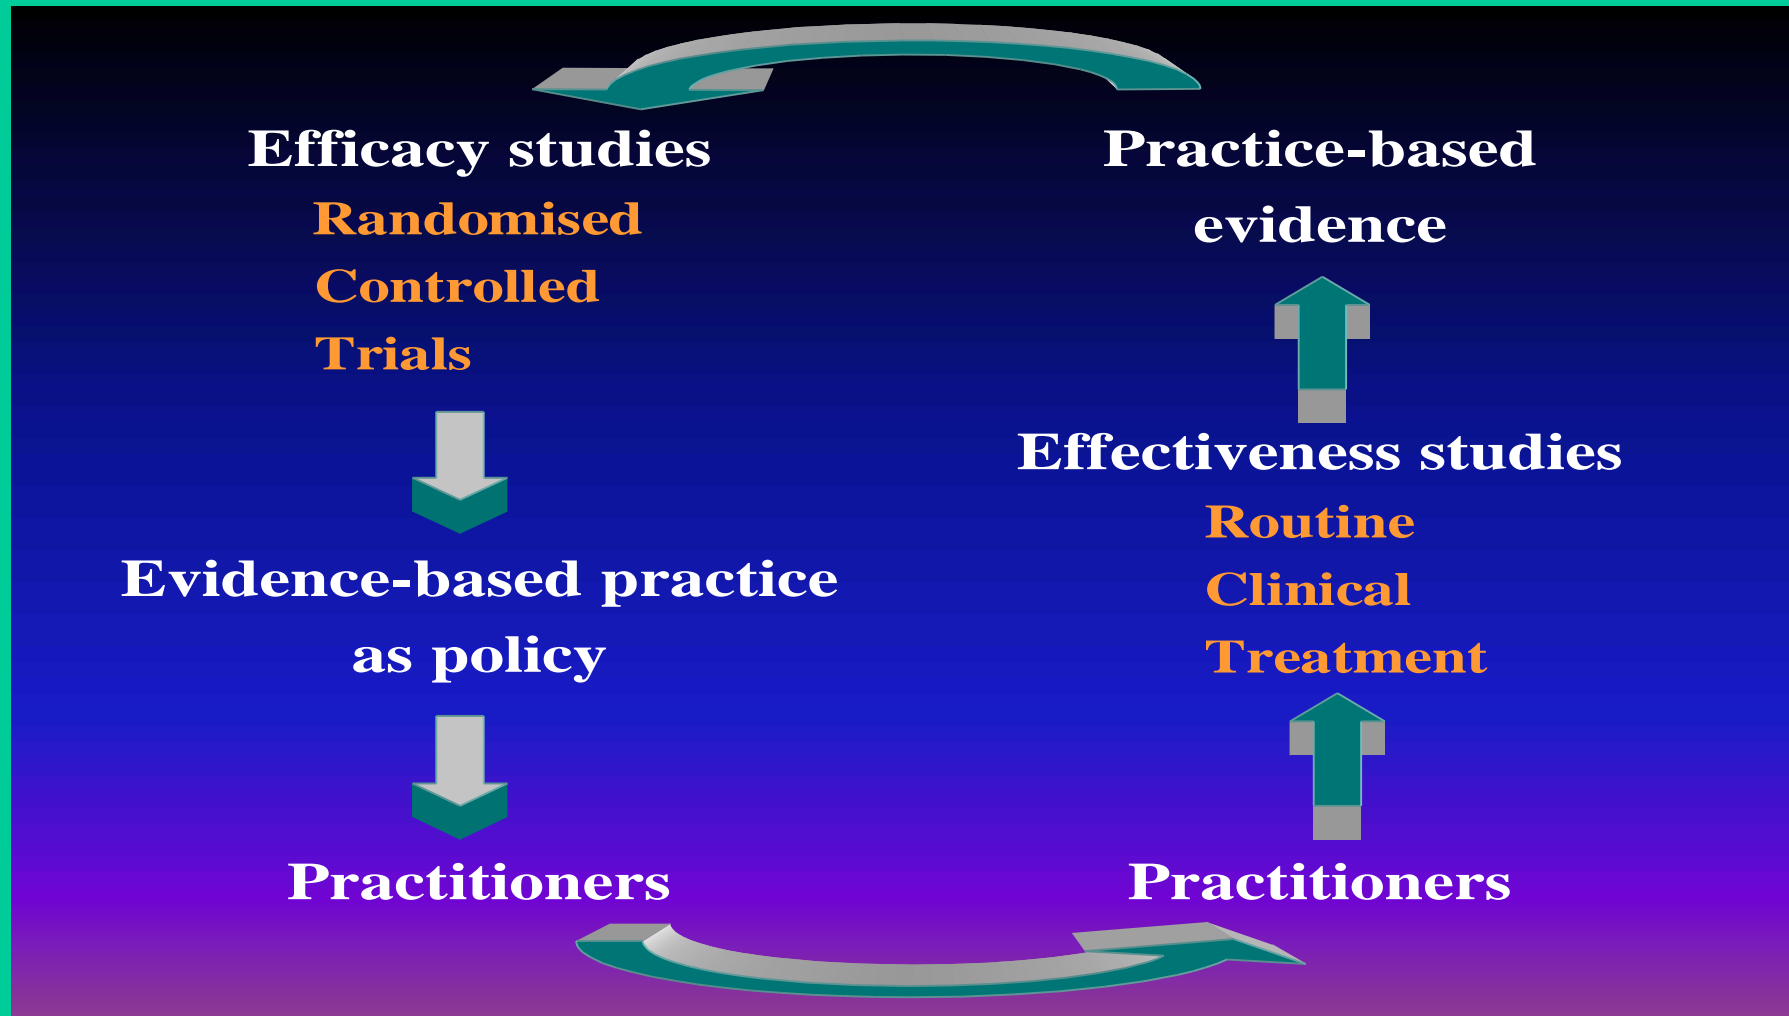 Efficacy studies
Randomised
Controlled
Trials
Evidence-based practice
as policy
Practitioners
Practice-based
evidence
Effectiveness studies
Routine
Clinical
Treatment
Practitioners